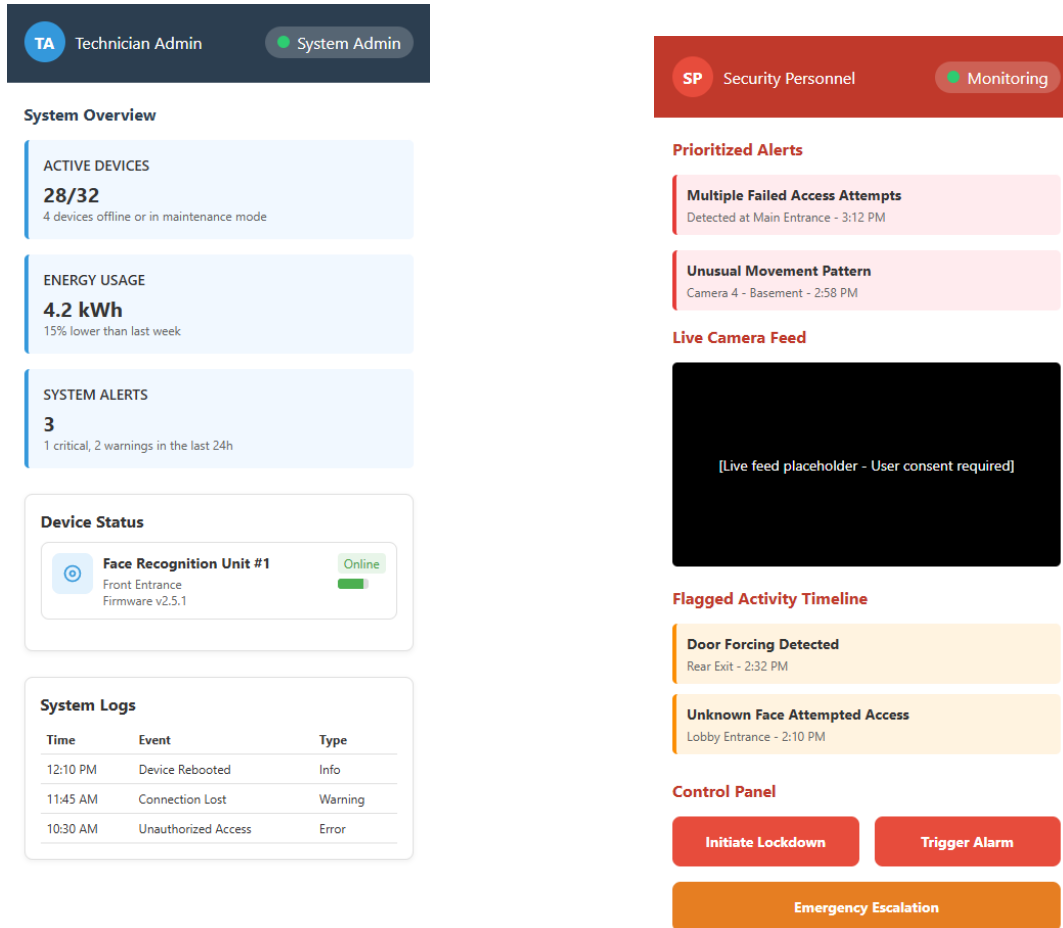 TA Technician Admin System Admin
System Overview
ACTIVE DEVICES
28/32
4 devices offline or in maintenance mode
ENERGY USAGE
4.2 kWh
15% lower than last week
SYSTEM ALERTS
3
1 critical, 2 warnings in the last 24h
Device Status
Face Recognition Unit #1 Online
Front Entrance
Firmware v2.5.1
System Logs
Time Event Type
12:10 PM Device Rebooted Info
11:45 AM Connection Lost Warning
10:30 AM Unauthorized Access Error
SP Security Personnel Monitoring
Prioritized Alerts
Multiple Failed Access Attempts
Detected at Main Entrance - 3:12 PM
Unusual Movement Pattern
Camera 4 - Basement - 2:58 PM
Live Camera Feed
[Live feed placeholder - User consent required]
Flagged Activity Timeline
Door Forcing Detected
Rear Exit - 2:32 PM
Unknown Face Attempted Access
Lobby Entrance - 2:10 PM
Control Panel
Initiate Lockdown Trigger Alarm
Emergency Escalation